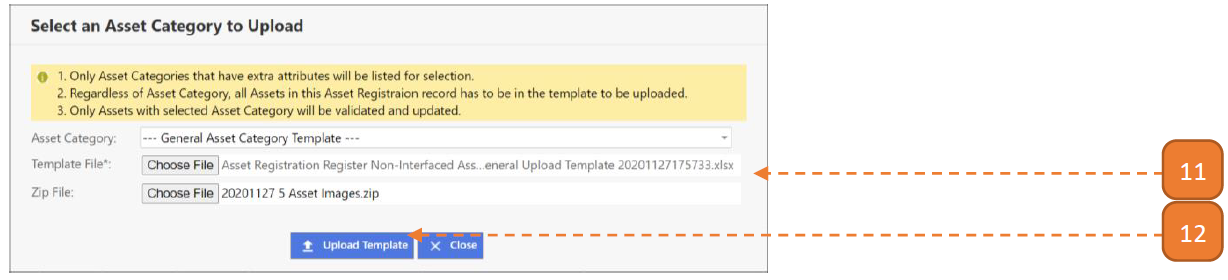 Select an Asset Category to Upload
1. Only Asset Categories that have extra attributes will be listed for selection.
2. Regardless of Asset Category, all Assets in this Asset Registraion record has to be in the template to be uploaded.
3. Only Assets with selected Asset Category will be validated and updated.
Asset Category: --- General Asset Category Template ---
Template File*: Choose File Asset Registration Register Non-Interfaced Ass...eneral Upload Template 20201127175733.xlsx
11
Zip File: Choose File 20201127 5 Asset Images.zip
Upload Template Close
12